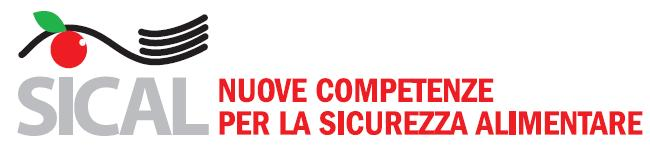 SICAL
NUOVE COMPETENZE
PER LA SICUREZZA ALIMENTARE